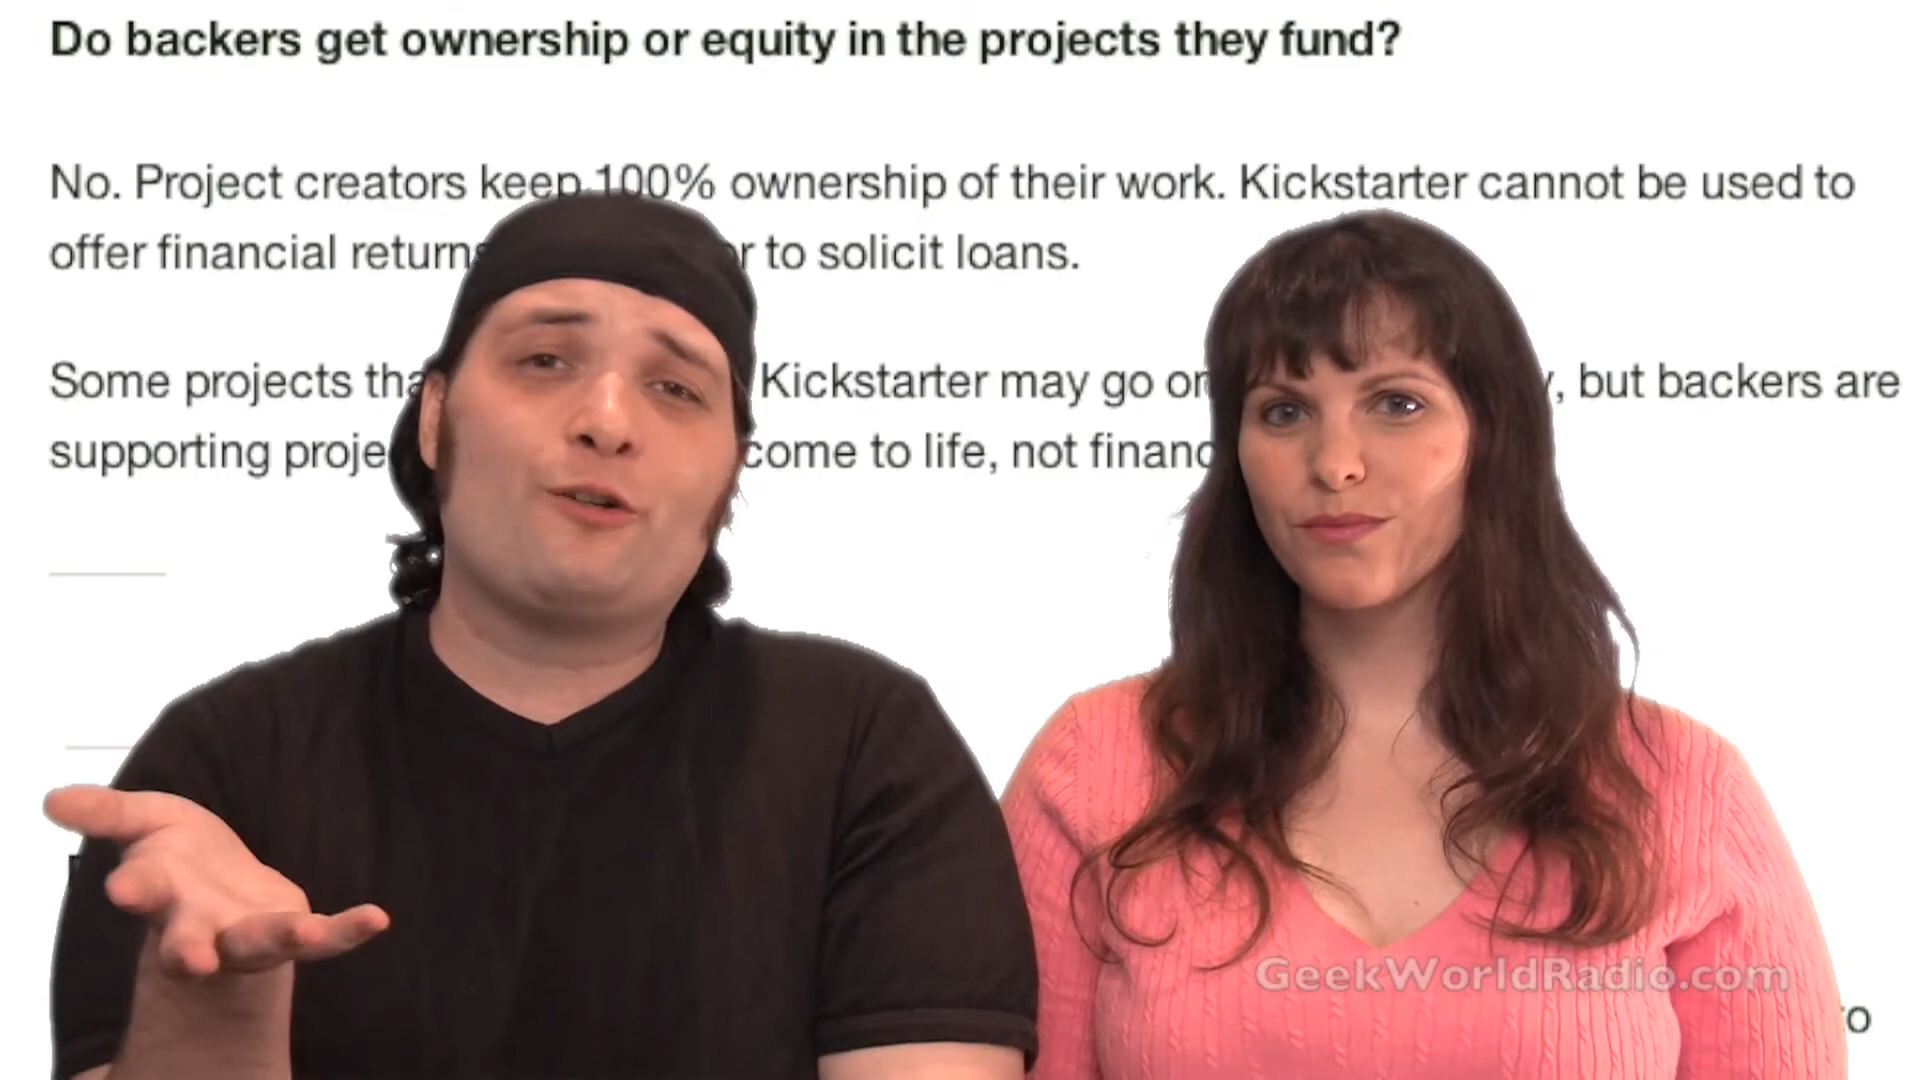 Do backers get ownership or equity in the projects they fund?
No. Project creators keep 100% ownership of their work. Kickstarter cannot be used to
offer financial return r to solicit loans.
Some projects tha Kickstarter may go or , but backers are
supporting proje come to life, not financ
GeekWorldRadio.com
to